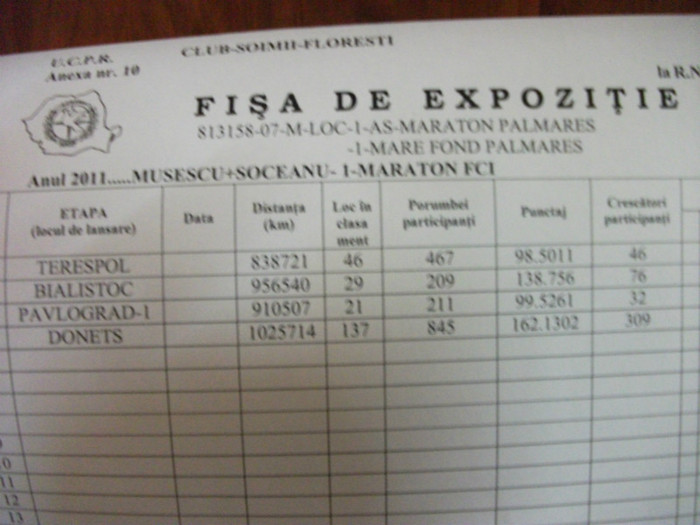 U.C.P.R. CLUB-SOIMII-FLORESTI
Anexa nr. 10 la R.N
FIŞA DE EXPOZIŢIE
813158-07-M-LOC-1-AS-MARATON PALMARES
-1-MARE FOND PALMARES
Anul 2011.....MUSESCU+SOCEANU- 1-MARATON FCI
ETAPA (locul de lansare) Data Distanţa (km) Loc în clasa ment Porumbei participanţi Punctaj Crescători participanţi
TERESPOL 838721 46 467 98.5011 46
BIALISTOC 956540 29 209 138.756 76
PAVLOGRAD-1 910507 21 211 99.5261 32
DONETS 1025714 137 845 162.1302 309
11
12
13